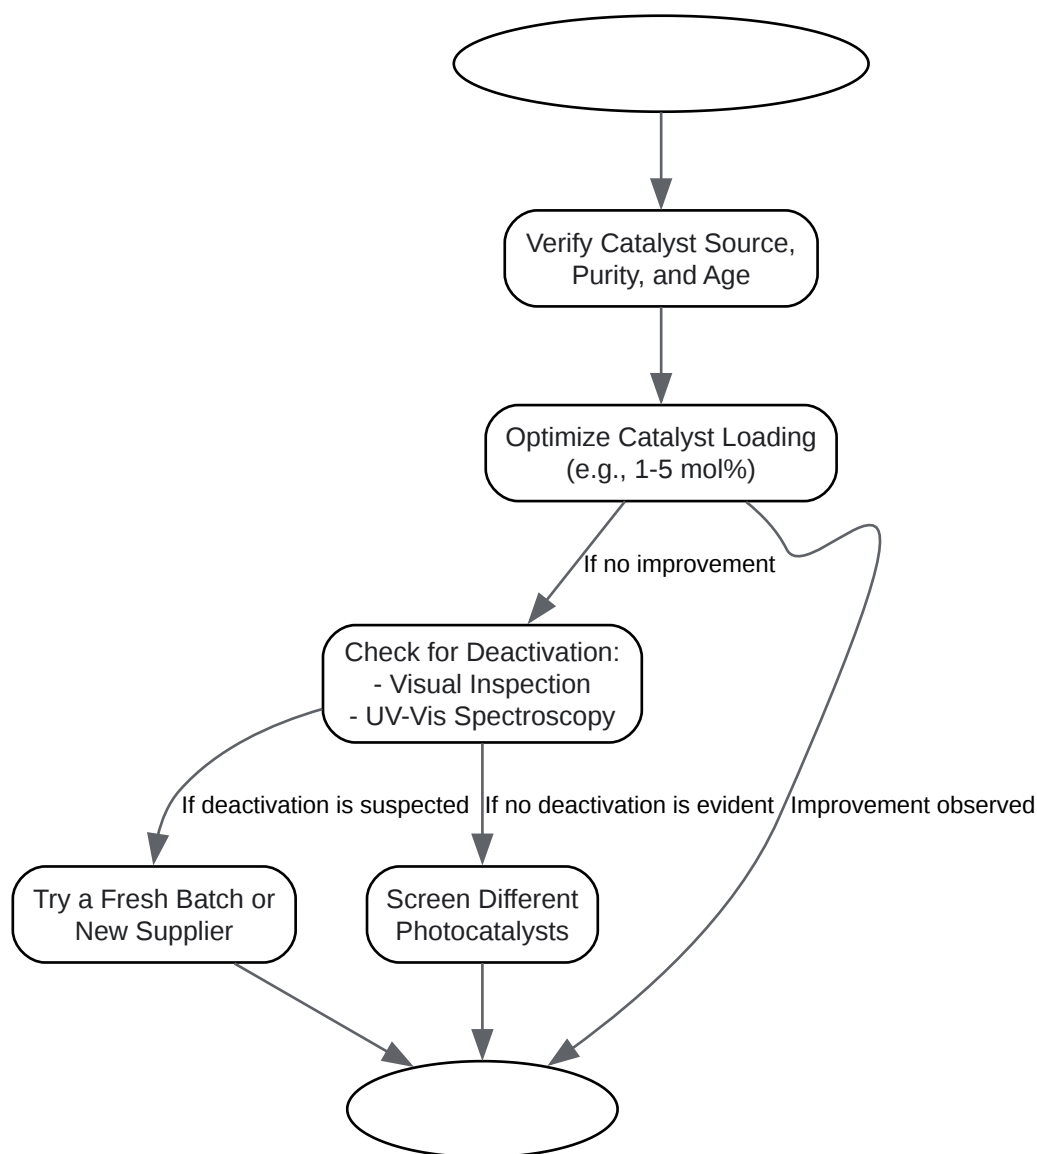 Verify Catalyst Source,
Purity, and Age
Optimize Catalyst Loading
(e.g., 1-5 mol%)
If no improvement
Check for Deactivation:
- Visual Inspection
- UV-Vis Spectroscopy
If deactivation is suspected
If no deactivation is evident
Improvement observed
Try a Fresh Batch or
New Supplier
Screen Different
Photocatalysts